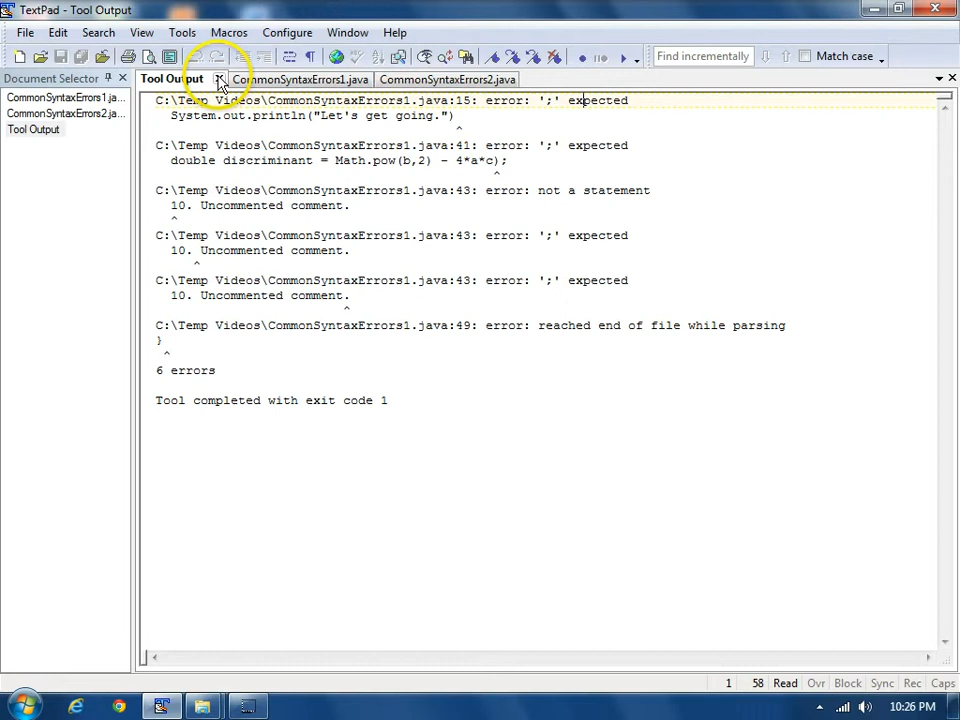 TextPad - Tool Output
File Edit Search View Tools Macros Configure Window Help
Find incrementally Match case
Document Selector
Tool Output CommonSyntaxErrors1.java CommonSyntaxErrors2.java
CommonSyntaxErrors1.ja...
CommonSyntaxErrors2.ja...
Tool Output
C:\Temp Videos\CommonSyntaxErrors1.java:15: error: ';' expected
System.out.println("Let's get going.")
^
C:\Temp Videos\CommonSyntaxErrors1.java:41: error: ';' expected
double discriminant = Math.pow(b,2) - 4*a*c);
^
C:\Temp Videos\CommonSyntaxErrors1.java:43: error: not a statement
10. Uncommented comment.
^
C:\Temp Videos\CommonSyntaxErrors1.java:43: error: ';' expected
10. Uncommented comment.
^
C:\Temp Videos\CommonSyntaxErrors1.java:43: error: ';' expected
10. Uncommented comment.
^
C:\Temp Videos\CommonSyntaxErrors1.java:49: error: reached end of file while parsing
}
^
6 errors
Tool completed with exit code 1
1 58 Read Ovr Block Sync Rec Caps
10:26 PM